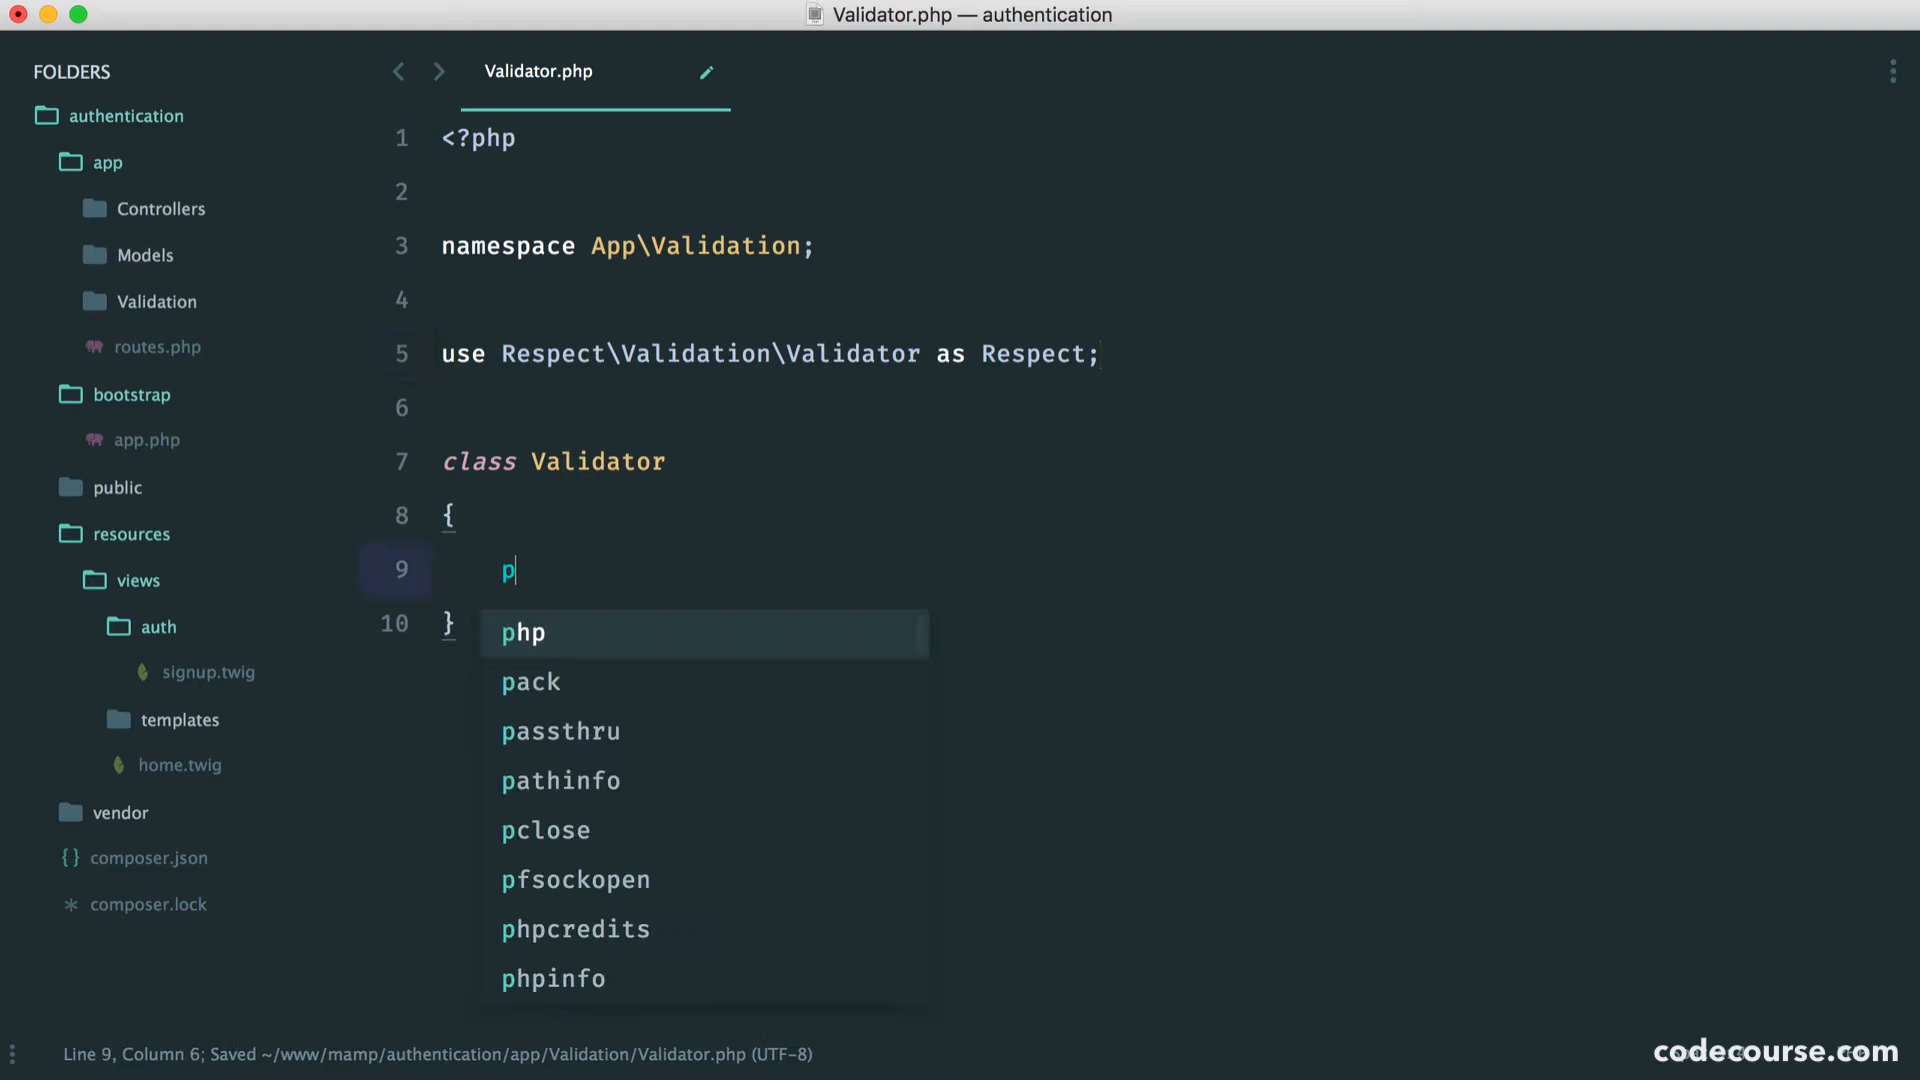 Validator.php — authentication
FOLDERS
authentication
app
Controllers
Models
Validation
routes.php
bootstrap
app.php
public
resources
views
auth
signup.twig
templates
home.twig
vendor
{} composer.json
* composer.lock
Validator.php
1 <?php
2
3 namespace App\Validation;
4
5 use Respect\Validation\Validator as Respect;
6
7 class Validator
8 {
9 p
10 }
php
pack
passthru
pathinfo
pclose
pfsockopen
phpcredits
phpinfo
Line 9, Column 6; Saved ~/www/mamp/authentication/app/Validation/Validator.php (UTF-8)
codecourse.com